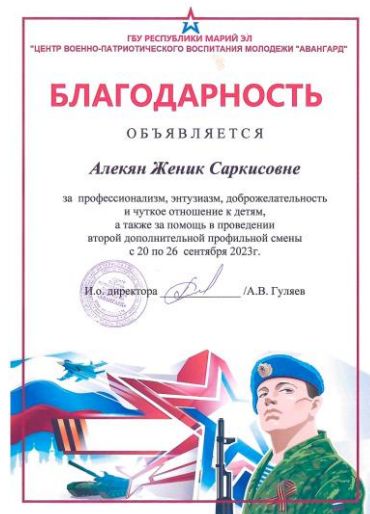 ГБУ РЕСПУБЛИКИ МАРИЙ ЭЛ
"ЦЕНТР ВОЕННО-ПАТРИОТИЧЕСКОГО ВОСПИТАНИЯ МОЛОДЕЖИ "АВАНГАРД"
БЛАГОДАРНОСТЬ
ОБЪЯВЛЯЕТСЯ
Алекян Женик Саркисовне
за профессионализм, энтузиазм, доброжелательность
и чуткое отношение к детям,
а также за помощь в проведении
второй дополнительной профильной смены
с 20 по 26 сентября 2023г.
И.о. директора /А.В. Гуляев